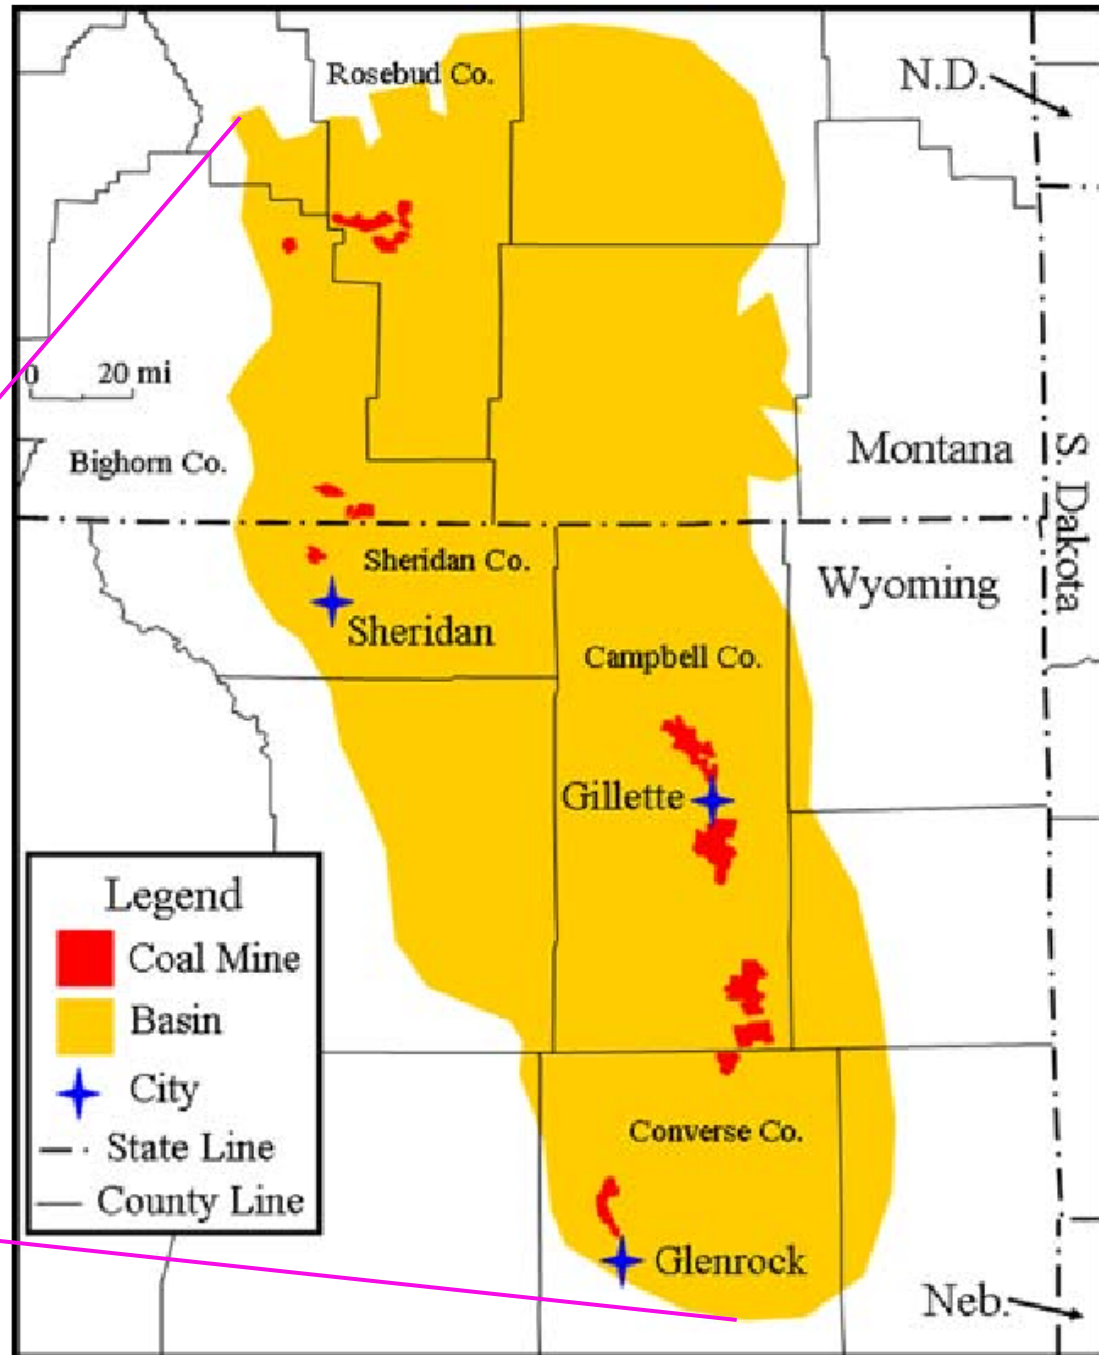 Rosebud Co.
N.D.
0 20 mi
Bighorn Co.
Montana
S. Dakota
Sheridan Co.
Wyoming
Sheridan
Campbell Co.
Gillette
Legend
Coal Mine
Basin
City
State Line
County Line
Converse Co.
Glenrock
Neb.